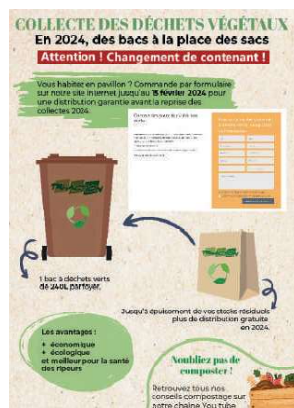 COLLECTE DES DÉCHETS VÉGÉTAUX
En 2024, des bacs à la place des sacs
Attention ! Changement de contenant !
Vous habitez en pavillon ? Commande par formulaire
sur notre site internet jusqu'au 15 février 2024 pour
une distribution garantie avant la reprise des
collectes 2024.
1 bac à déchets verts
de 240L par foyer.
Jusqu'à épuisement de vos stocks résiduels
plus de distribution gratuite
en 2024.
Les avantages :
+ économique
+ écologique
et meilleur pour la santé
des ripeurs
N'oubliez pas de
composter !
Retrouvez tous nos
conseils compostage sur
notre chaîne You tube